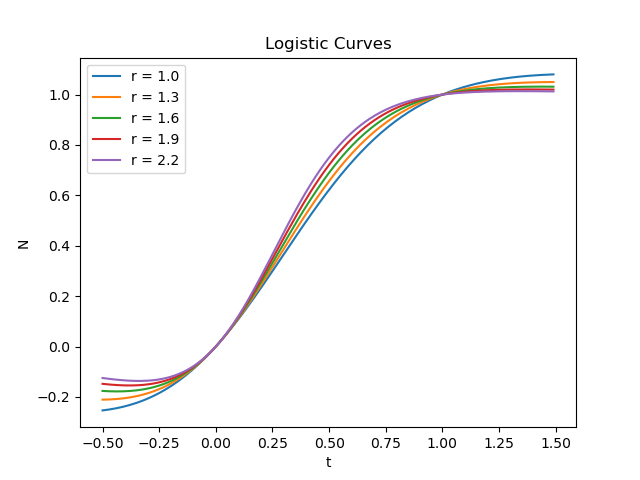 Logistic Curves
r = 1.0
r = 1.3
r = 1.6
r = 1.9
r = 2.2
N
1.0
0.8
0.6
0.4
0.2
0.0
−0.2
−0.50 −0.25 0.00 0.25 0.50 0.75 1.00 1.25 1.50
t